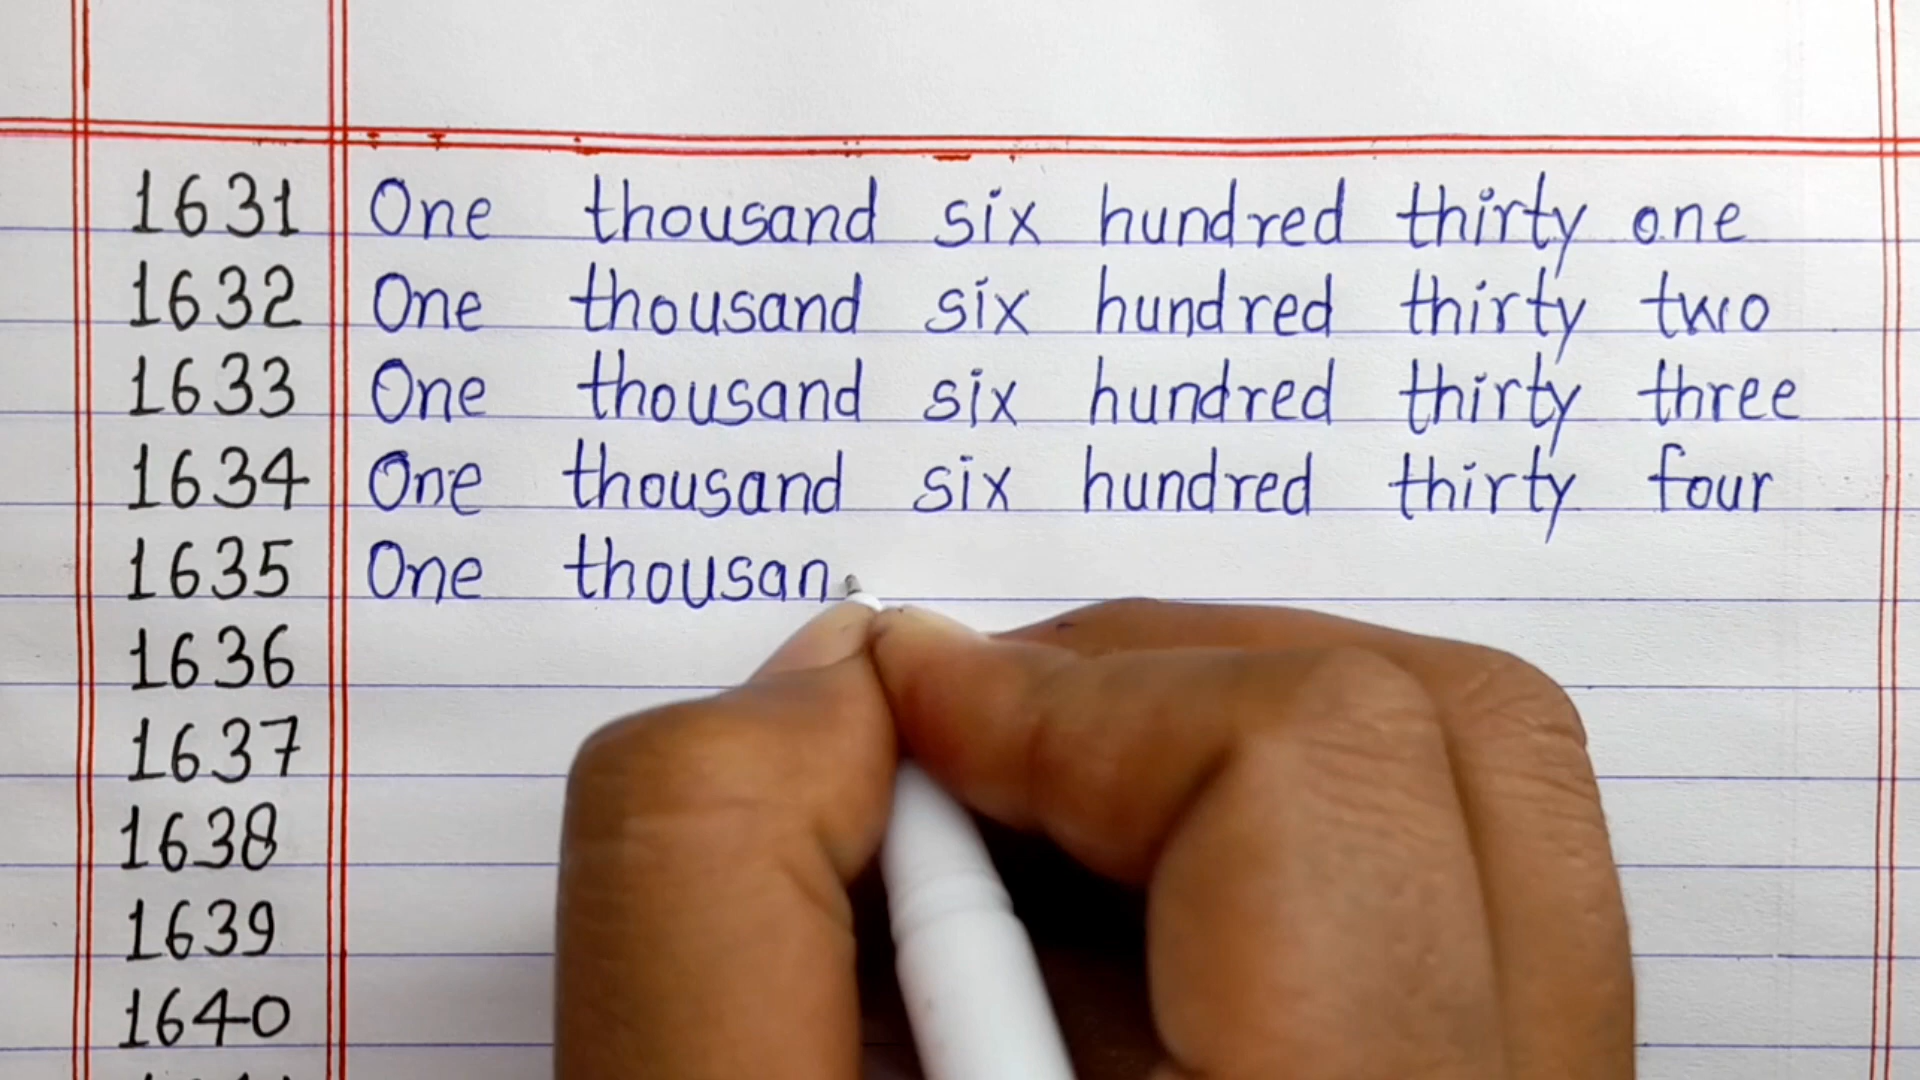 1631 One thousand six hundred thirty one
1632 One thousand six hundred thirty two
1633 One thousand six hundred thirty three
1634 One thousand six hundred thirty four
1635 One thousan
1636
1637
1638
1639
1640